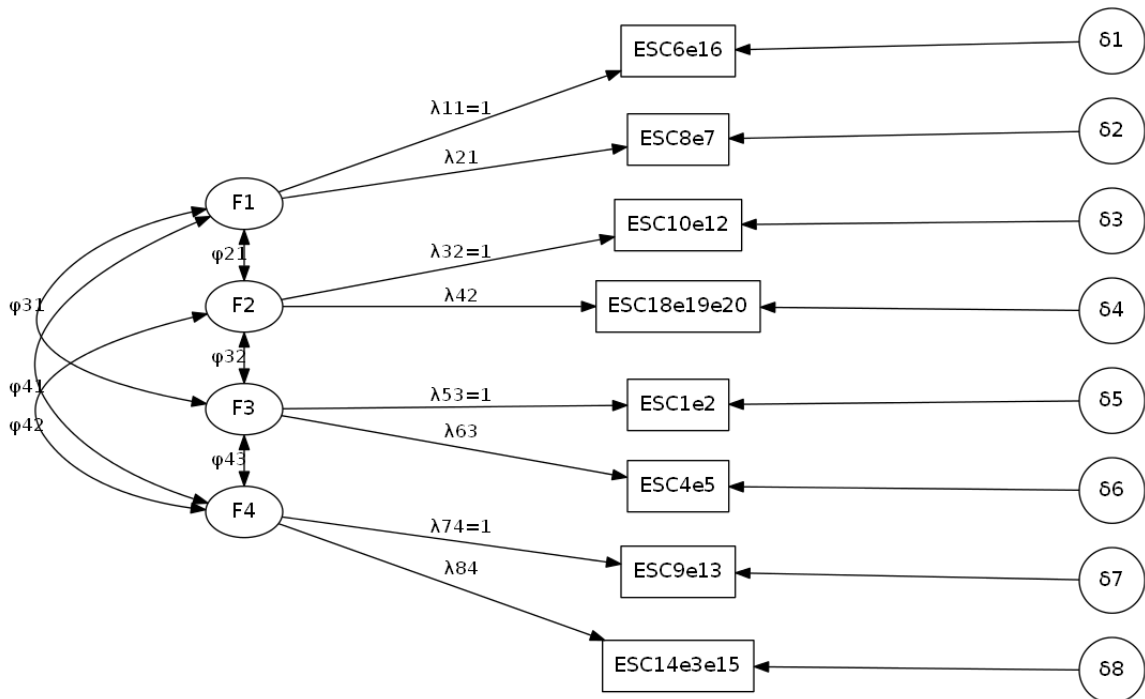 ESC6e16
δ1
λ11=1
ESC8e7
δ2
λ21
F1
ESC10e12
δ3
φ21
λ32=1
φ31
F2
λ42
ESC18e19e20
δ4
φ32
φ41
F3
λ53=1
ESC1e2
δ5
φ42
λ63
φ43
ESC4e5
δ6
F4
λ74=1
ESC9e13
δ7
λ84
ESC14e3e15
δ8